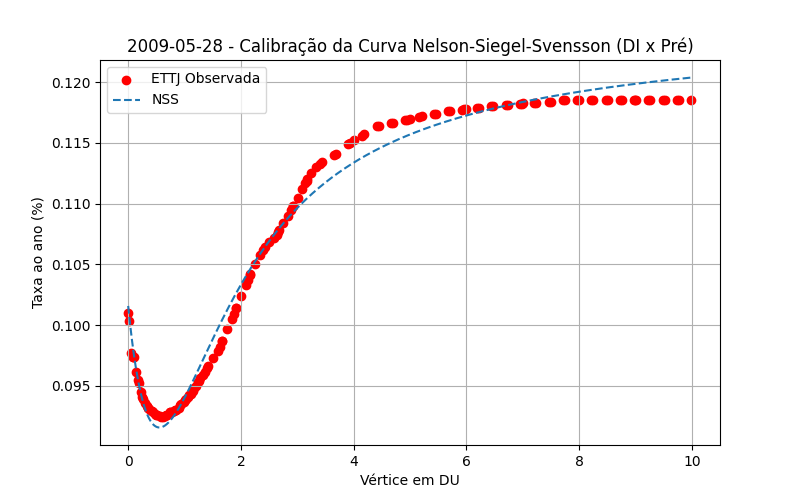 2009-05-28 - Calibração da Curva Nelson-Siegel-Svensson (DI x Pré)
ETTJ Observada
NSS
Taxa ao ano (%)
0.120
0.115
0.110
0.105
0.100
0.095
0 2 4 6 8 10
Vértice em DU